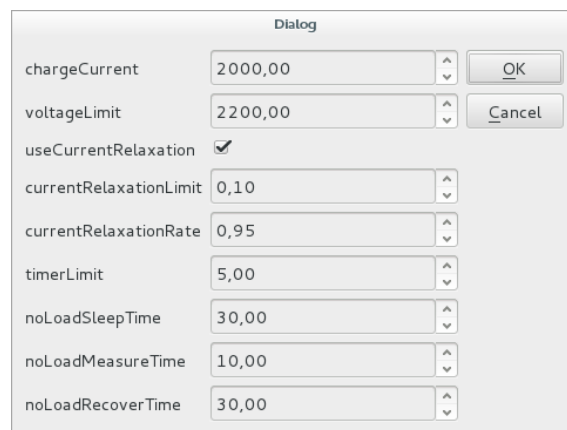 Dialog
chargeCurrent 2000,00 OK
voltageLimit 2200,00 Cancel
useCurrentRelaxation
currentRelaxationLimit 0,10
currentRelaxationRate 0,95
timerLimit 5,00
noLoadSleepTime 30,00
noLoadMeasureTime 10,00
noLoadRecoverTime 30,00